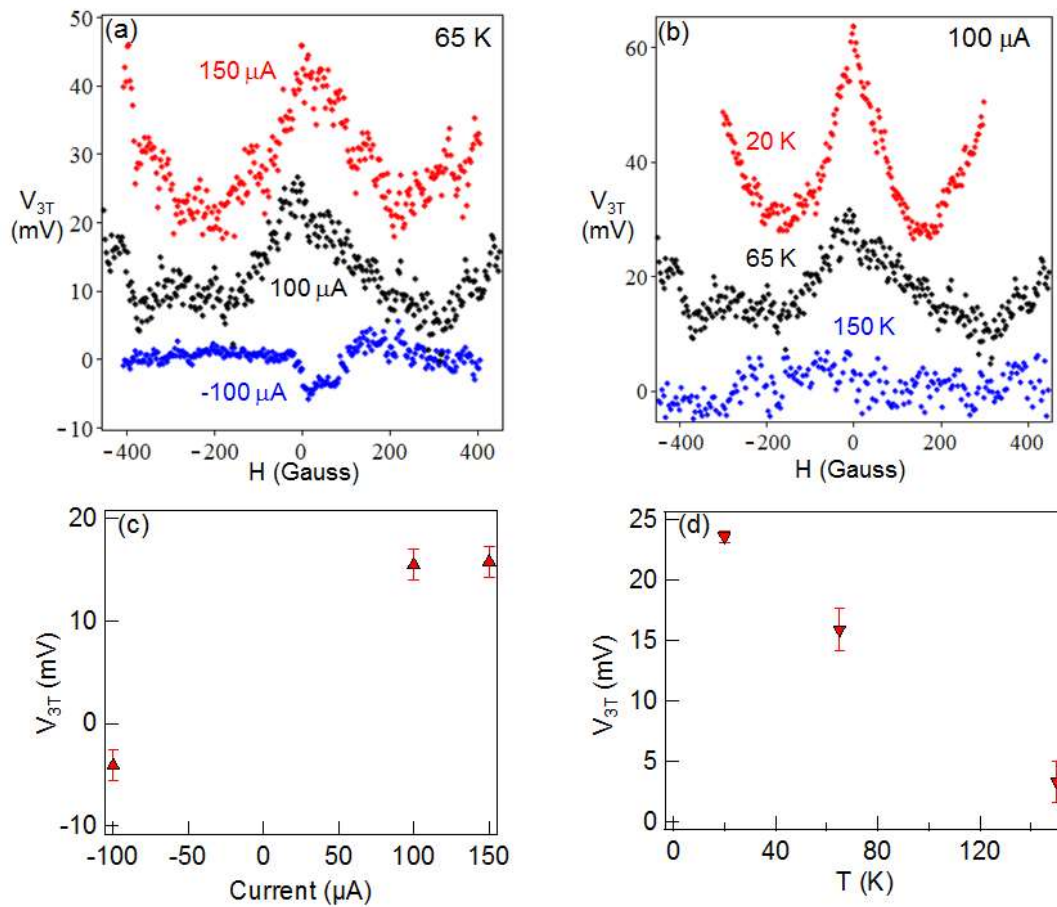 (a)
65 K
50
40
30
20
10
0
-10
V3T
(mV)
150 µA
100 µA
-100 µA
-400
-200
0
200
400
H (Gauss)
(b)
100 µA
60
40
20
0
V3T
(mV)
20 K
65 K
150 K
-400
-200
0
200
400
H (Gauss)
(c)
20
10
0
-10
V3T (mV)
-100
-50
0
50
100
150
Current (µA)
(d)
25
20
15
10
5
0
V3T (mV)
0
40
80
120
T (K)